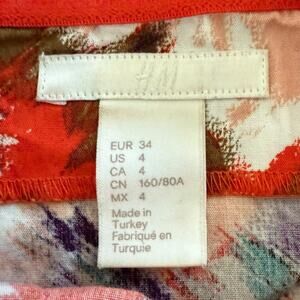 H&M
EUR 34
US 4
CA 4
CN 160/80A
MX 4
Made in
Turkey
Fabriqué en
Turquie